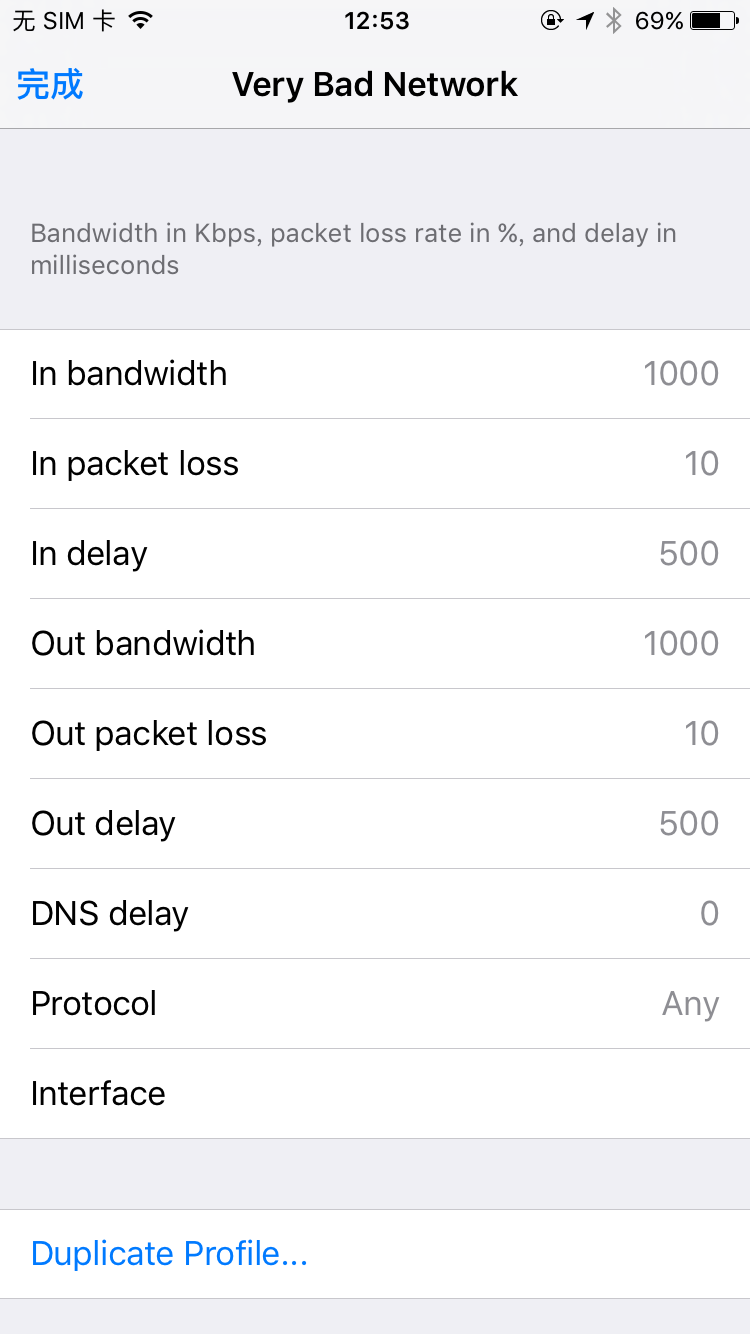 无 SIM 卡 12:53 69%
完成 Very Bad Network
Bandwidth in Kbps, packet loss rate in %, and delay in
milliseconds
In bandwidth 1000
In packet loss 10
In delay 500
Out bandwidth 1000
Out packet loss 10
Out delay 500
DNS delay 0
Protocol Any
Interface
Duplicate Profile...